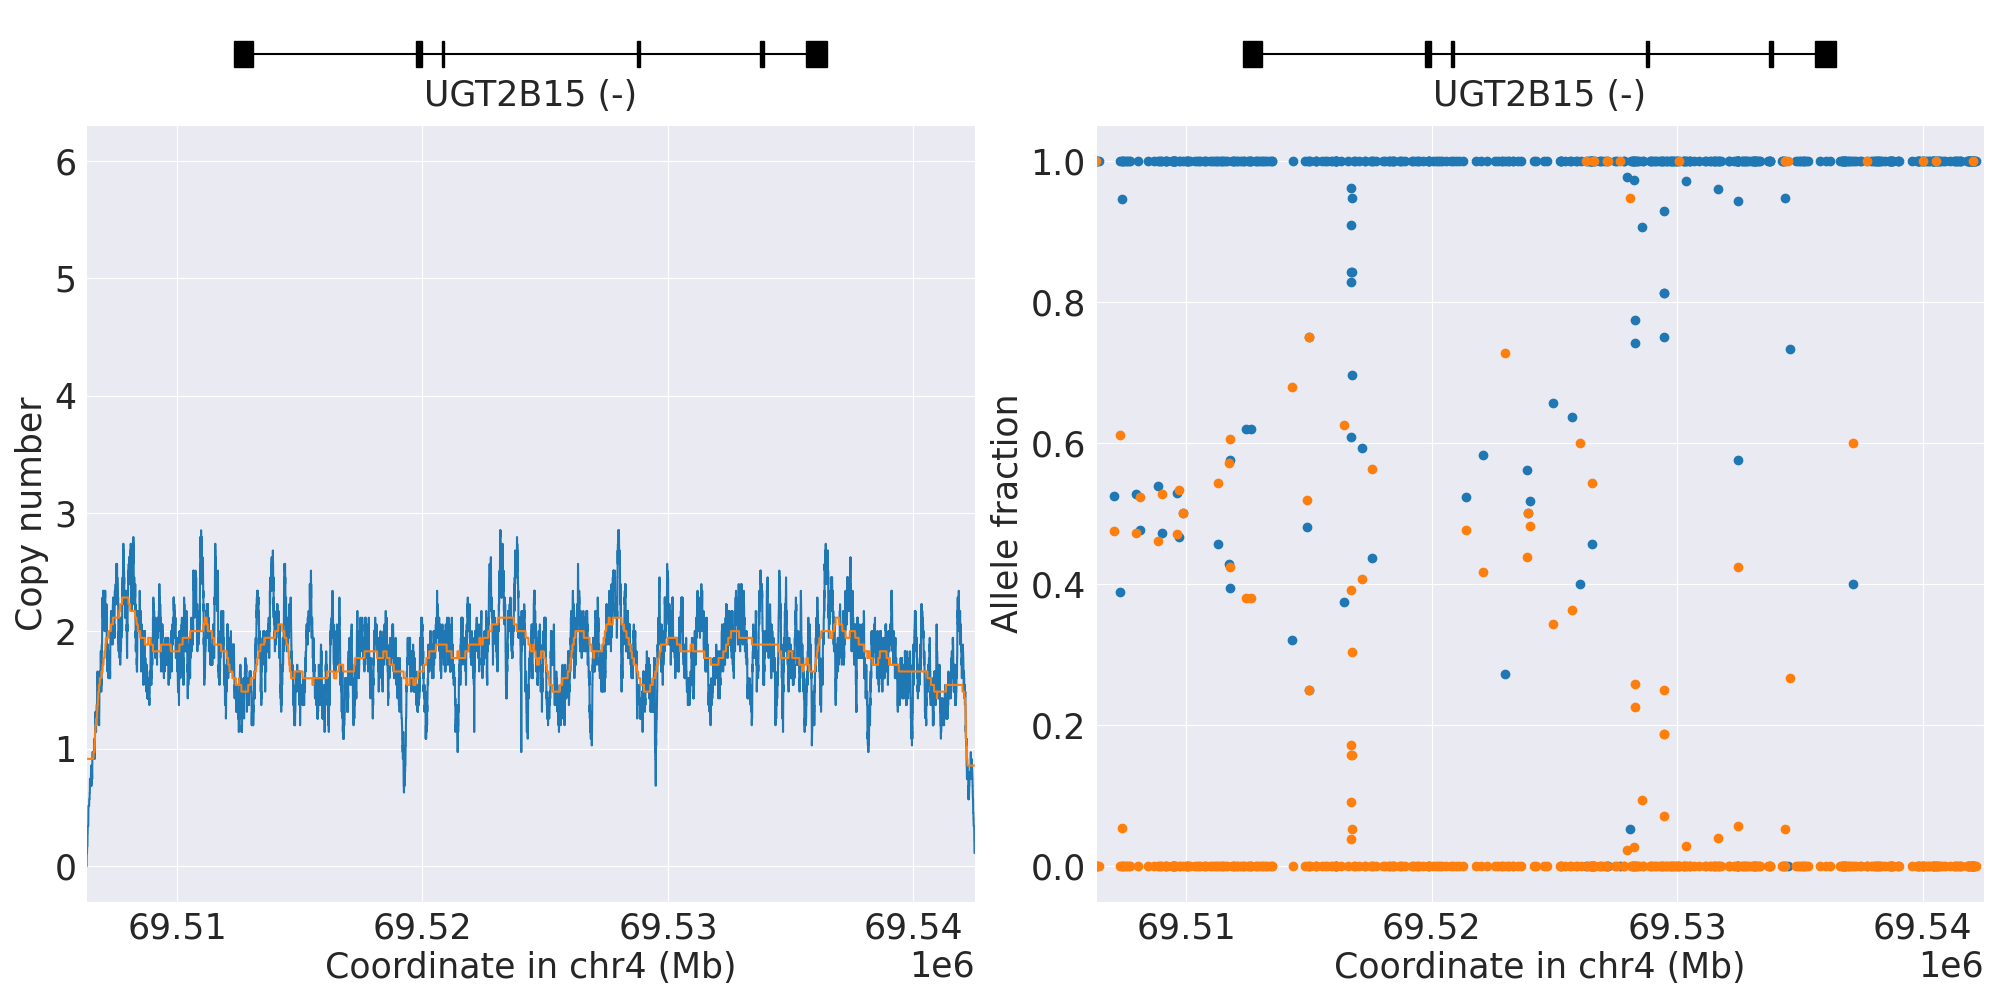 UGT2B15 (-)
6
5
4
3
2
1
0
Copy number
69.51 69.52 69.53 69.54
Coordinate in chr4 (Mb)
1e6
UGT2B15 (-)
1.0
0.8
0.6
0.4
0.2
0.0
Allele fraction
69.51 69.52 69.53 69.54
Coordinate in chr4 (Mb)
1e6